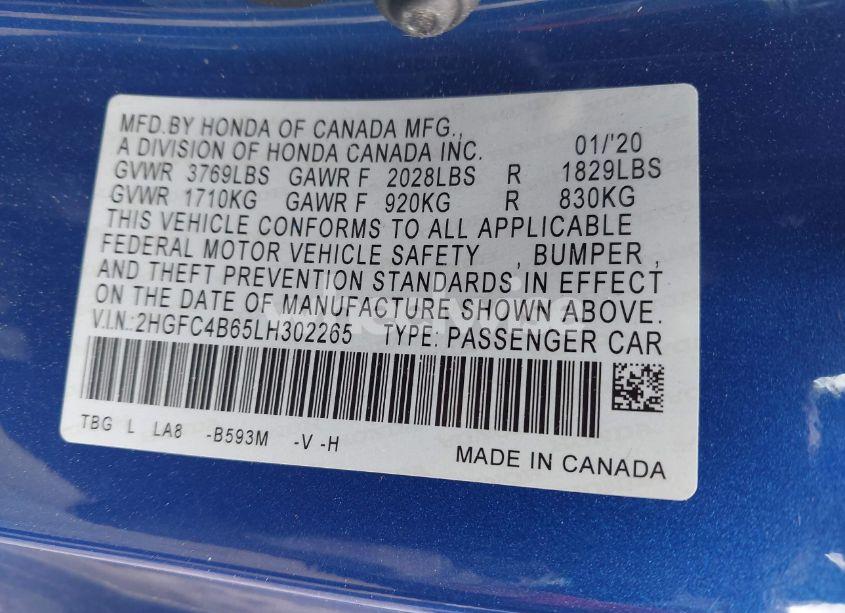 MFD.BY HONDA OF CANADA MFG.,
A DIVISION OF HONDA CANADA INC. 01/'20
GVWR 3769LBS GAWR F 2028LBS R 1829LBS
GVWR 1710KG GAWR F 920KG R 830KG
THIS VEHICLE CONFORMS TO ALL APPLICABLE
FEDERAL MOTOR VEHICLE SAFETY , BUMPER ,
AND THEFT PREVENTION STANDARDS IN EFFECT
ON THE DATE OF MANUFACTURE SHOWN ABOVE.
V.I.N.:2HGFC4B65LH302265 TYPE: PASSENGER CAR
TBG L LA8 -B593M -V -H
MADE IN CANADA